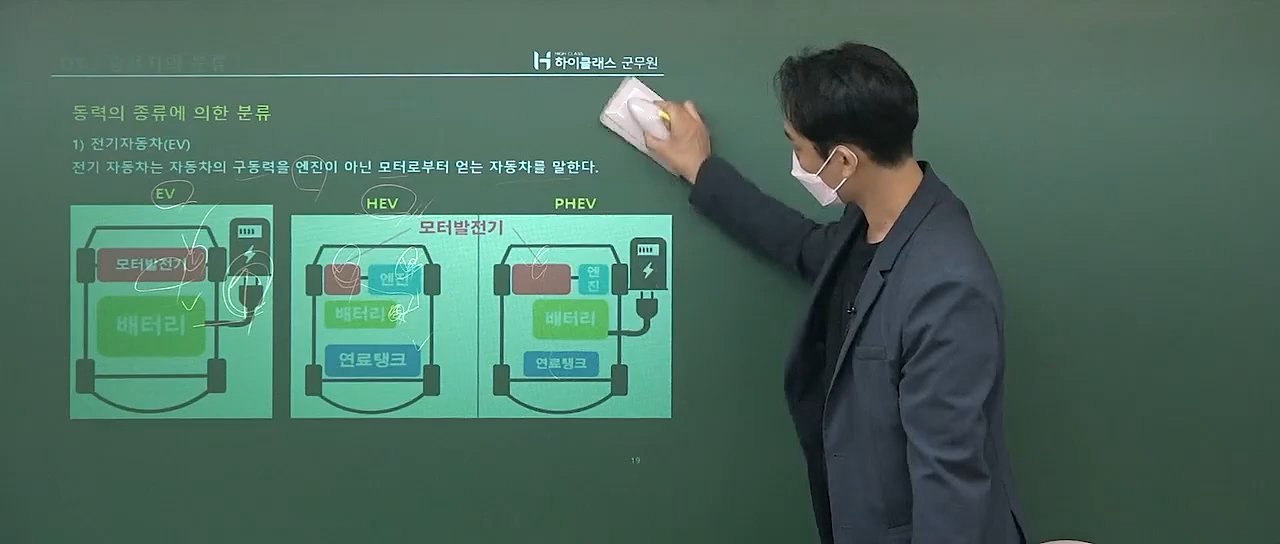 HIGH CLASS
하이클래스 군무원
동력의 종류에 의한 분류
1) 전기자동차(EV)
전기 자동차는 자동차의 구동력을 엔진이 아닌 모터로부터 얻는 자동차를 말한다.
EV
HEV
PHEV
모터발전기
모터발전기
배터리
엔진
배터리
연료탱크
엔
진
배터리
연료탱크
19